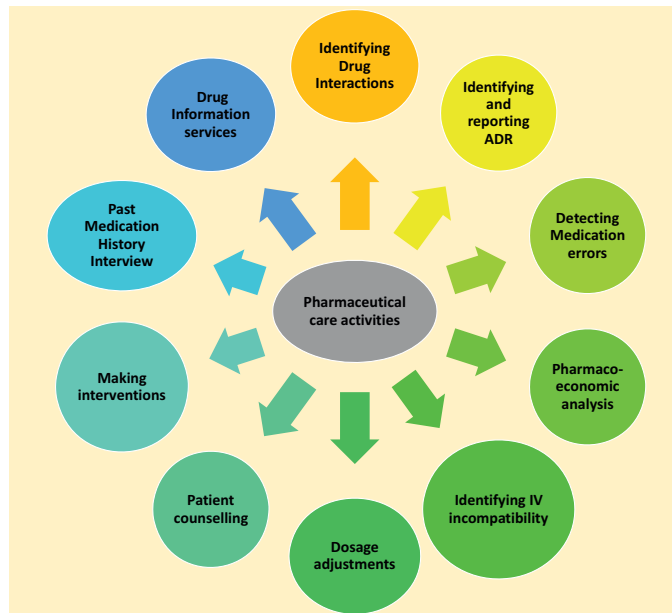 Identifying
Drug
Interactions
Identifying
and
reporting
ADR
Detecting
Medication
errors
Pharmaco-
economic
analysis
Identifying IV
incompatibility
Dosage
adjustments
Patient
counselling
Making
interventions
Past
Medication
History
Interview
Drug
Information
services
Pharmaceutical
care activities